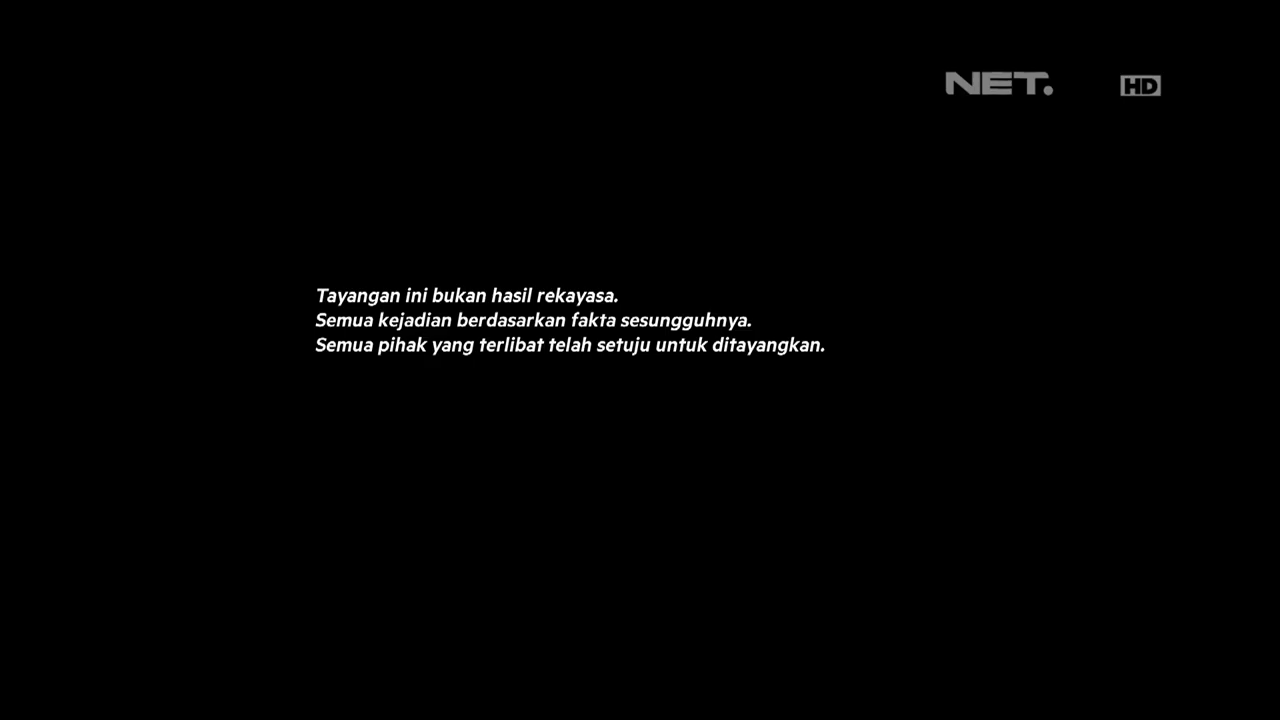 NET. HD
Tayangan ini bukan hasil rekayasa.
Semua kejadian berdasarkan fakta sesungguhnya.
Semua pihak yang terlibat telah setuju untuk ditayangkan.